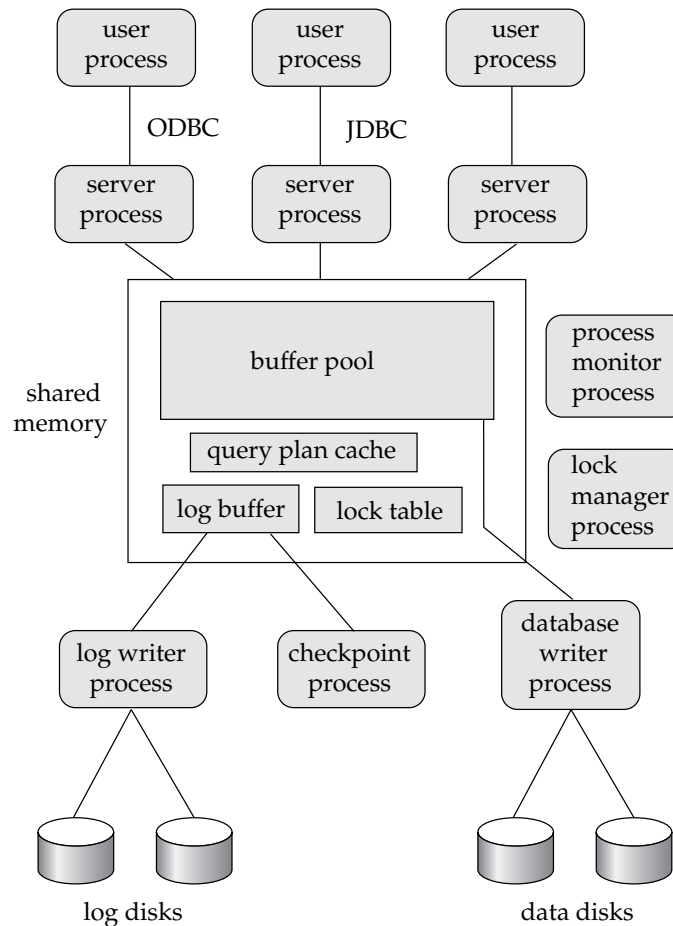 user
process
user
process
user
process
ODBC
JDBC
server
process
server
process
server
process
buffer pool
process
monitor
process
shared
memory
query plan cache
lock
manager
process
log buffer
lock table
log writer
process
checkpoint
process
database
writer
process
log disks
data disks